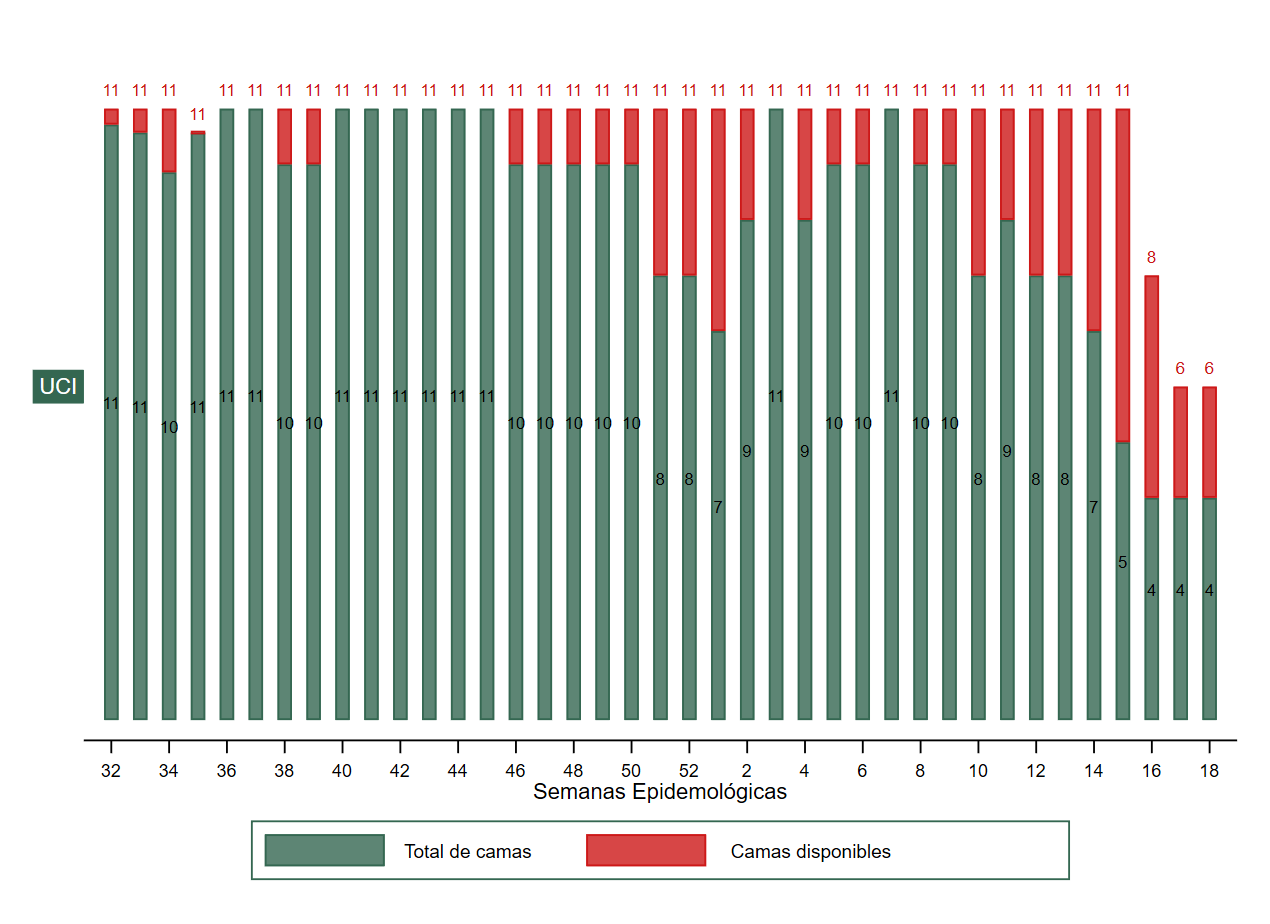 11 11 11 11 11 11 11 11 11 11 11 11 11 11 11 11 11 11 11 11 11 11 11 11 11 11 11 11 11 11 11 11 11 11 11 11
8
6 6
UCI
11 11 10 11 11 11 10 10 11 11 11 11 11 11 10 10 10 10 10 8 8 7 9 11 9 10 10 11 10 10 8 9 8 8 7 5 4 4 4
32 34 36 38 40 42 44 46 48 50 52 2 4 6 8 10 12 14 16 18
Semanas Epidemológicas
Total de camas Camas disponibles